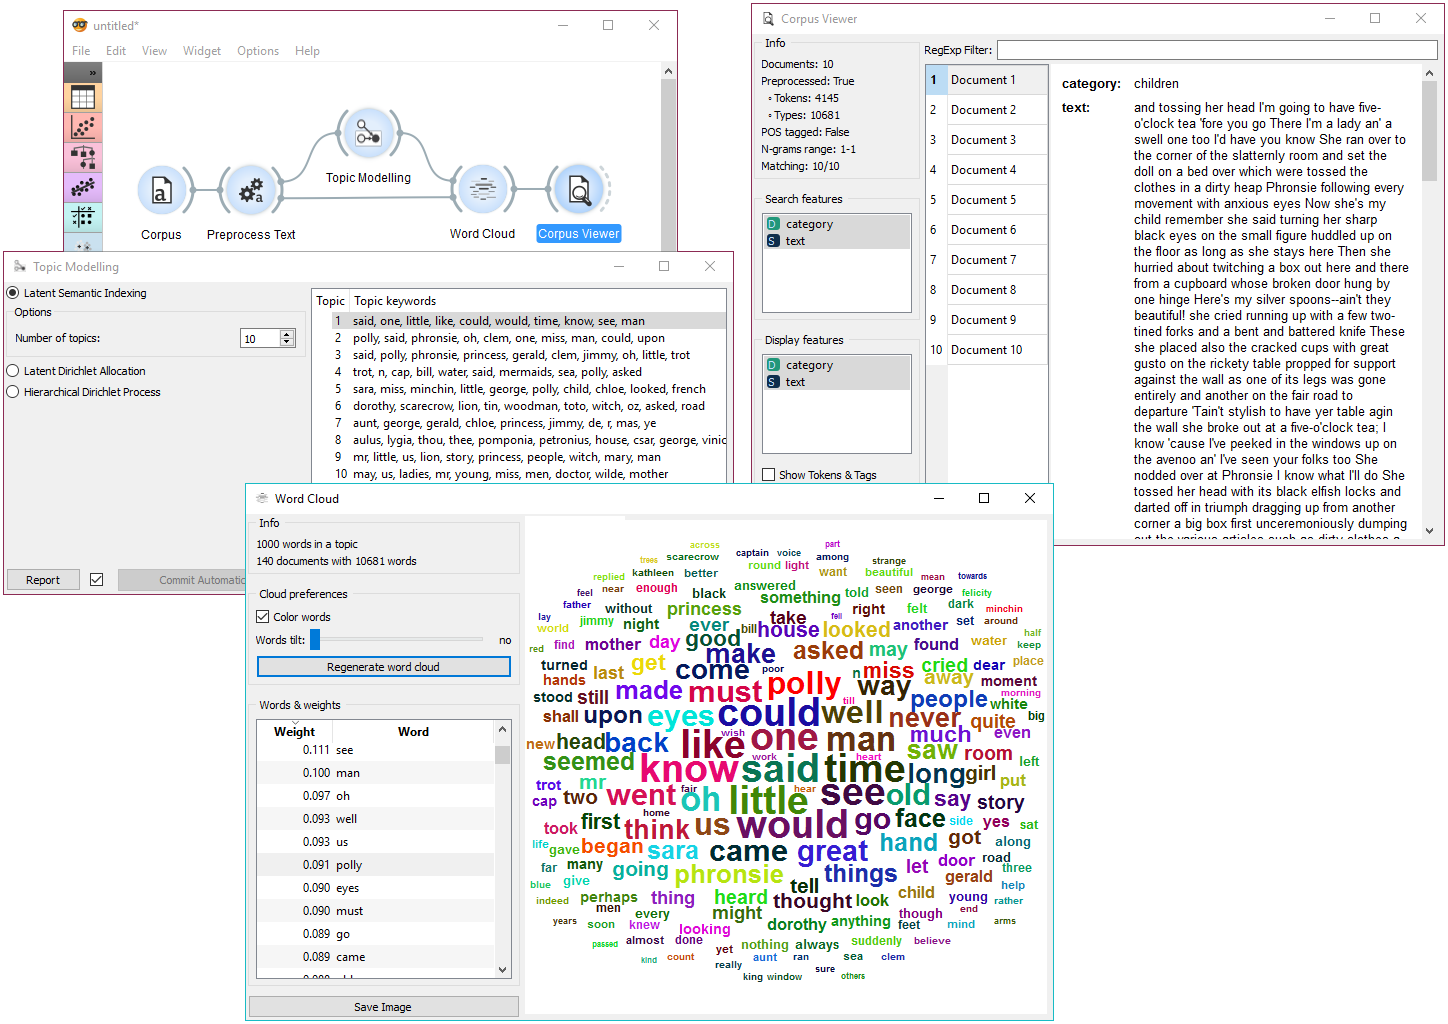 untitled*
File Edit View Widget Options Help
»
Topic Modelling
Corpus
Preprocess Text
Word Cloud
Corpus Viewer
Corpus Viewer
Info
Documents: 10
Preprocessed: True
◦ Tokens: 4145
◦ Types: 10681
POS tagged: False
N-grams range: 1-1
Matching: 10/10
Search features
D category
S text
Display features
D category
S text
Show Tokens & Tags
RegExp Filter:
1 Document 1
2 Document 2
3 Document 3
4 Document 4
5 Document 5
6 Document 6
7 Document 7
8 Document 8
9 Document 9
10 Document 10
category: children
text: and tossing her head I'm going to have five-
o'clock tea 'fore you go There I'm a lady an' a
swell one too I'd have you know She ran over to
the corner of the slatternly room and set the
doll on a bed over which were tossed the
clothes in a dirty heap Phronsie following every
movement with anxious eyes Now she's my
child remember she said turning her sharp
black eyes on the small figure huddled up on
the floor as long as she stays here Then she
hurried about twitching a box out here and there
from a cupboard whose broken door hung by
one hinge Here's my silver spoons--ain't they
beautiful! she cried running up with a few two-
tined forks and a bent and battered knife These
she placed also the cracked cups with great
gusto on the rickety table propped for support
against the wall as one of its legs was gone
entirely and another on the fair road to
departure 'Tain't stylish to have yer table agin
the wall she broke out at a five-o'clock tea; I
know 'cause I've peeked in the windows up on
the avenoo an' I've seen your folks too She
nodded over at Phronsie I know what I'll do She
tossed her head with its black elfish locks and
darted off in triumph dragging up from another
corner a big box first unceremoniously dumping
out the various articles such as dirty clothes a
Topic Modelling
Latent Semantic Indexing
Options
Number of topics: 10
Latent Dirichlet Allocation
Hierarchical Dirichlet Process
Report
Commit Automatic
Topic Topic keywords
1 said, one, little, like, could, would, time, know, see, man
2 polly, said, phronsie, oh, clem, one, miss, man, could, upon
3 said, polly, phronsie, princess, gerald, clem, jimmy, oh, little, trot
4 trot, n, cap, bill, water, said, mermaids, sea, polly, asked
5 sara, miss, minchin, little, george, polly, child, chloe, looked, french
6 dorothy, scarecrow, lion, tin, woodman, toto, witch, oz, asked, road
7 aunt, george, gerald, chloe, princess, jimmy, de, r, mas, ye
8 aulus, lygia, thou, thee, pomponia, petronius, house, csar, george, vinic
9 mr, little, us, lion, story, princess, people, witch, mary, man
10 may, us, ladies, mr, young, miss, men, doctor, wilde, mother
Word Cloud
Info
1000 words in a topic
140 documents with 10681 words
Cloud preferences
Color words
Words tilt: no
Regenerate word cloud
Words & weights
Weight Word
0.111 see
0.100 man
0.097 oh
0.093 well
0.093 us
0.091 polly
0.090 eyes
0.090 must
0.089 go
0.089 came
Save Image
across part
trees scarecrow captain voice among strange
round light
replied kathleen better want beautiful mean towards
feel near enough black answered something told seen george felicity
father without princess take fell right felt dark minchin
lay jimmy night ever bill house looked another set around
world
red find mother day good make asked may found water half keep
turned last get come poor n miss cried dear place
hands away moment
stood still made must polly way people morning white
shall upon eyes could well till never quite big
new head back like wish one man much even
seemed know work said time heart saw room left
trot mr long girl put
cap two went oh fair little hear see old say story
took first home think us would go face side yes sat
life gave began sara came great hand got along
far many going phronsie things let door road three
blue give tell gerald help
indeed perhaps thing heard thought look child young rather
years men every might dorothy anything though end arms
soon knew looking feet mind
passed almost done yet nothing always suddenly believe
kind count really aunt ran sea clem
king window sure others